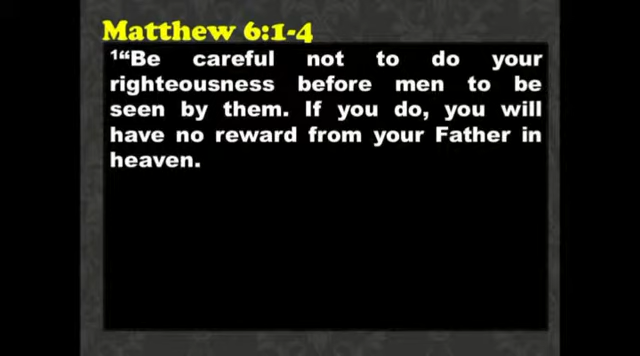 Matthew 6:1-4
¹“Be careful not to do your
righteousness before men to be
seen by them. If you do, you will
have no reward from your Father in
heaven.